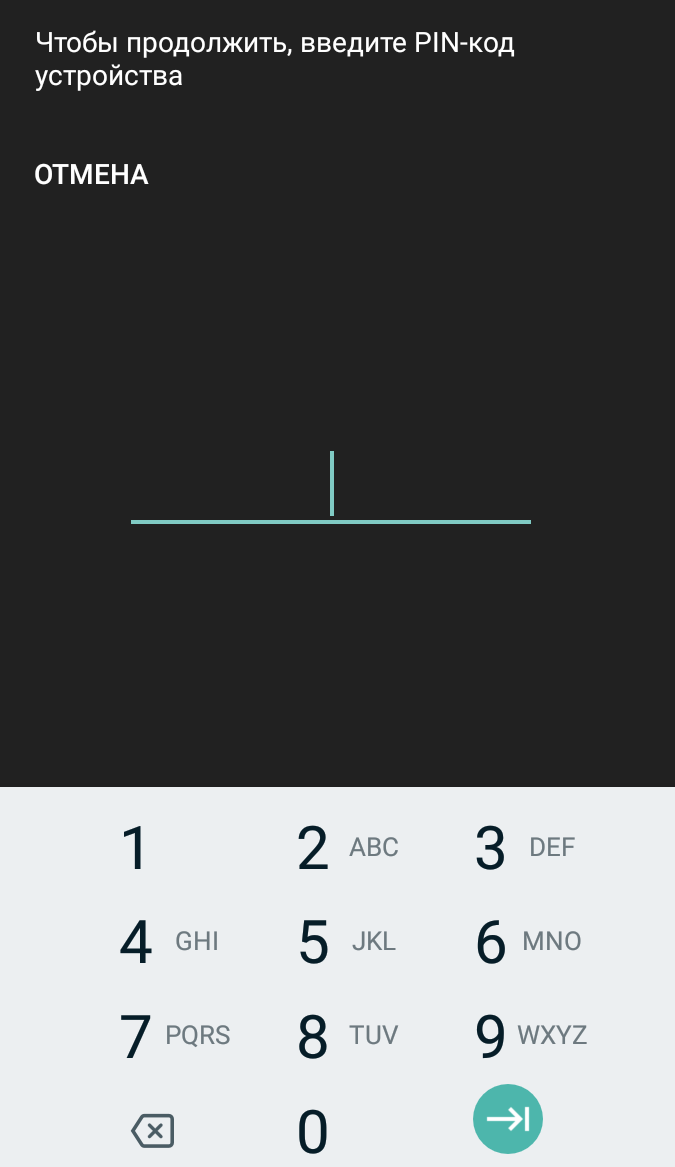 Чтобы продолжить, введите PIN-код
устройства
ОТМЕНА
1 2 ABC 3 DEF
4 GHI 5 JKL 6 MNO
7 PQRS 8 TUV 9 WXYZ
0